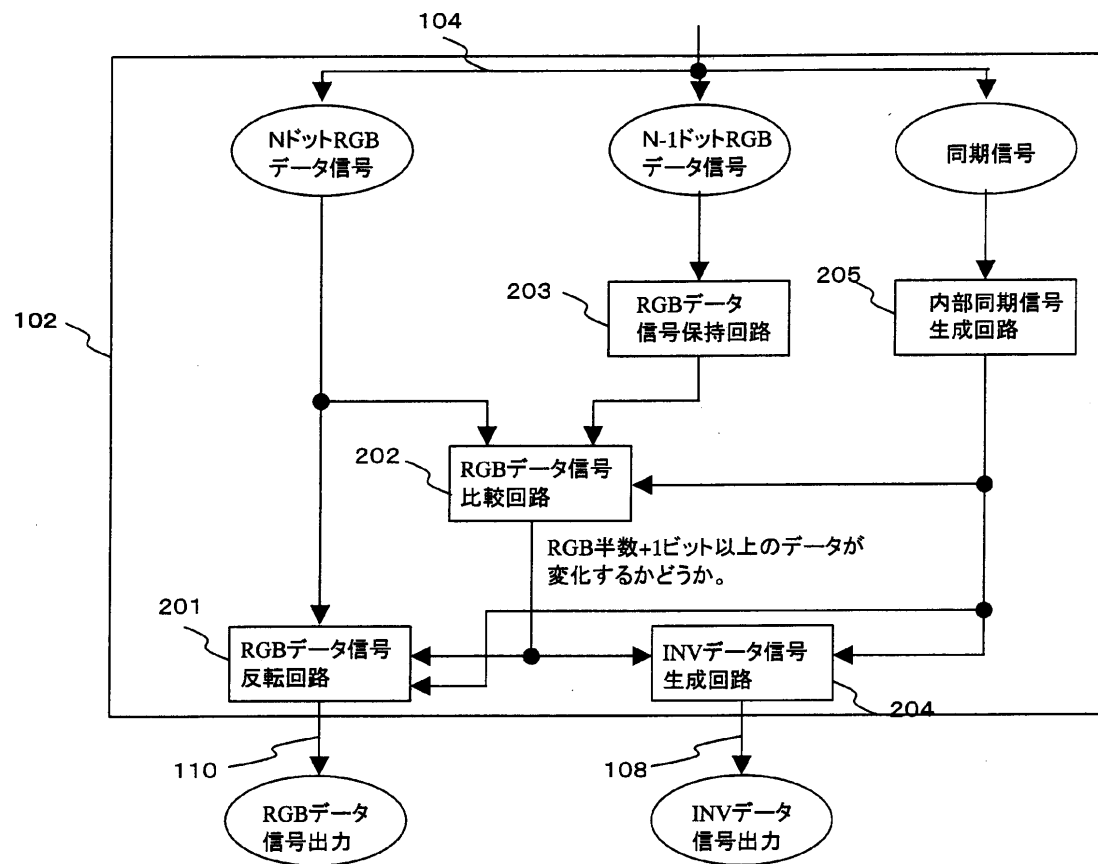 104
NドットRGB
データ信号
N-1ドットRGB
データ信号
同期信号
203
RGBデータ
信号保持回路
205
内部同期信号
生成回路
102
202
RGBデータ信号
比較回路
RGB半数+1ビット以上のデータが
変化するかどうか。
201
RGBデータ信号
反転回路
INVデータ信号
生成回路
204
110
108
RGBデータ
信号出力
INVデータ
信号出力